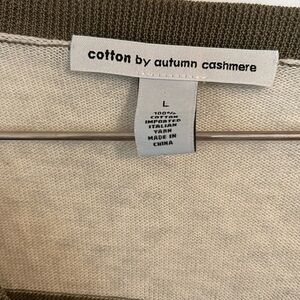 cotton by autumn cashmere
L
100%
COTTON
IMPORTED
ITALIAN
YARN
MADE IN
CHINA